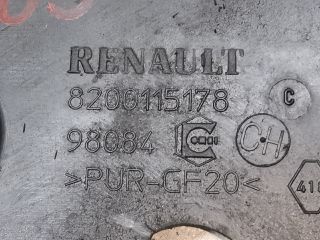 RENAULT
8200115178 C
98084 CH
>PUR-GF20<